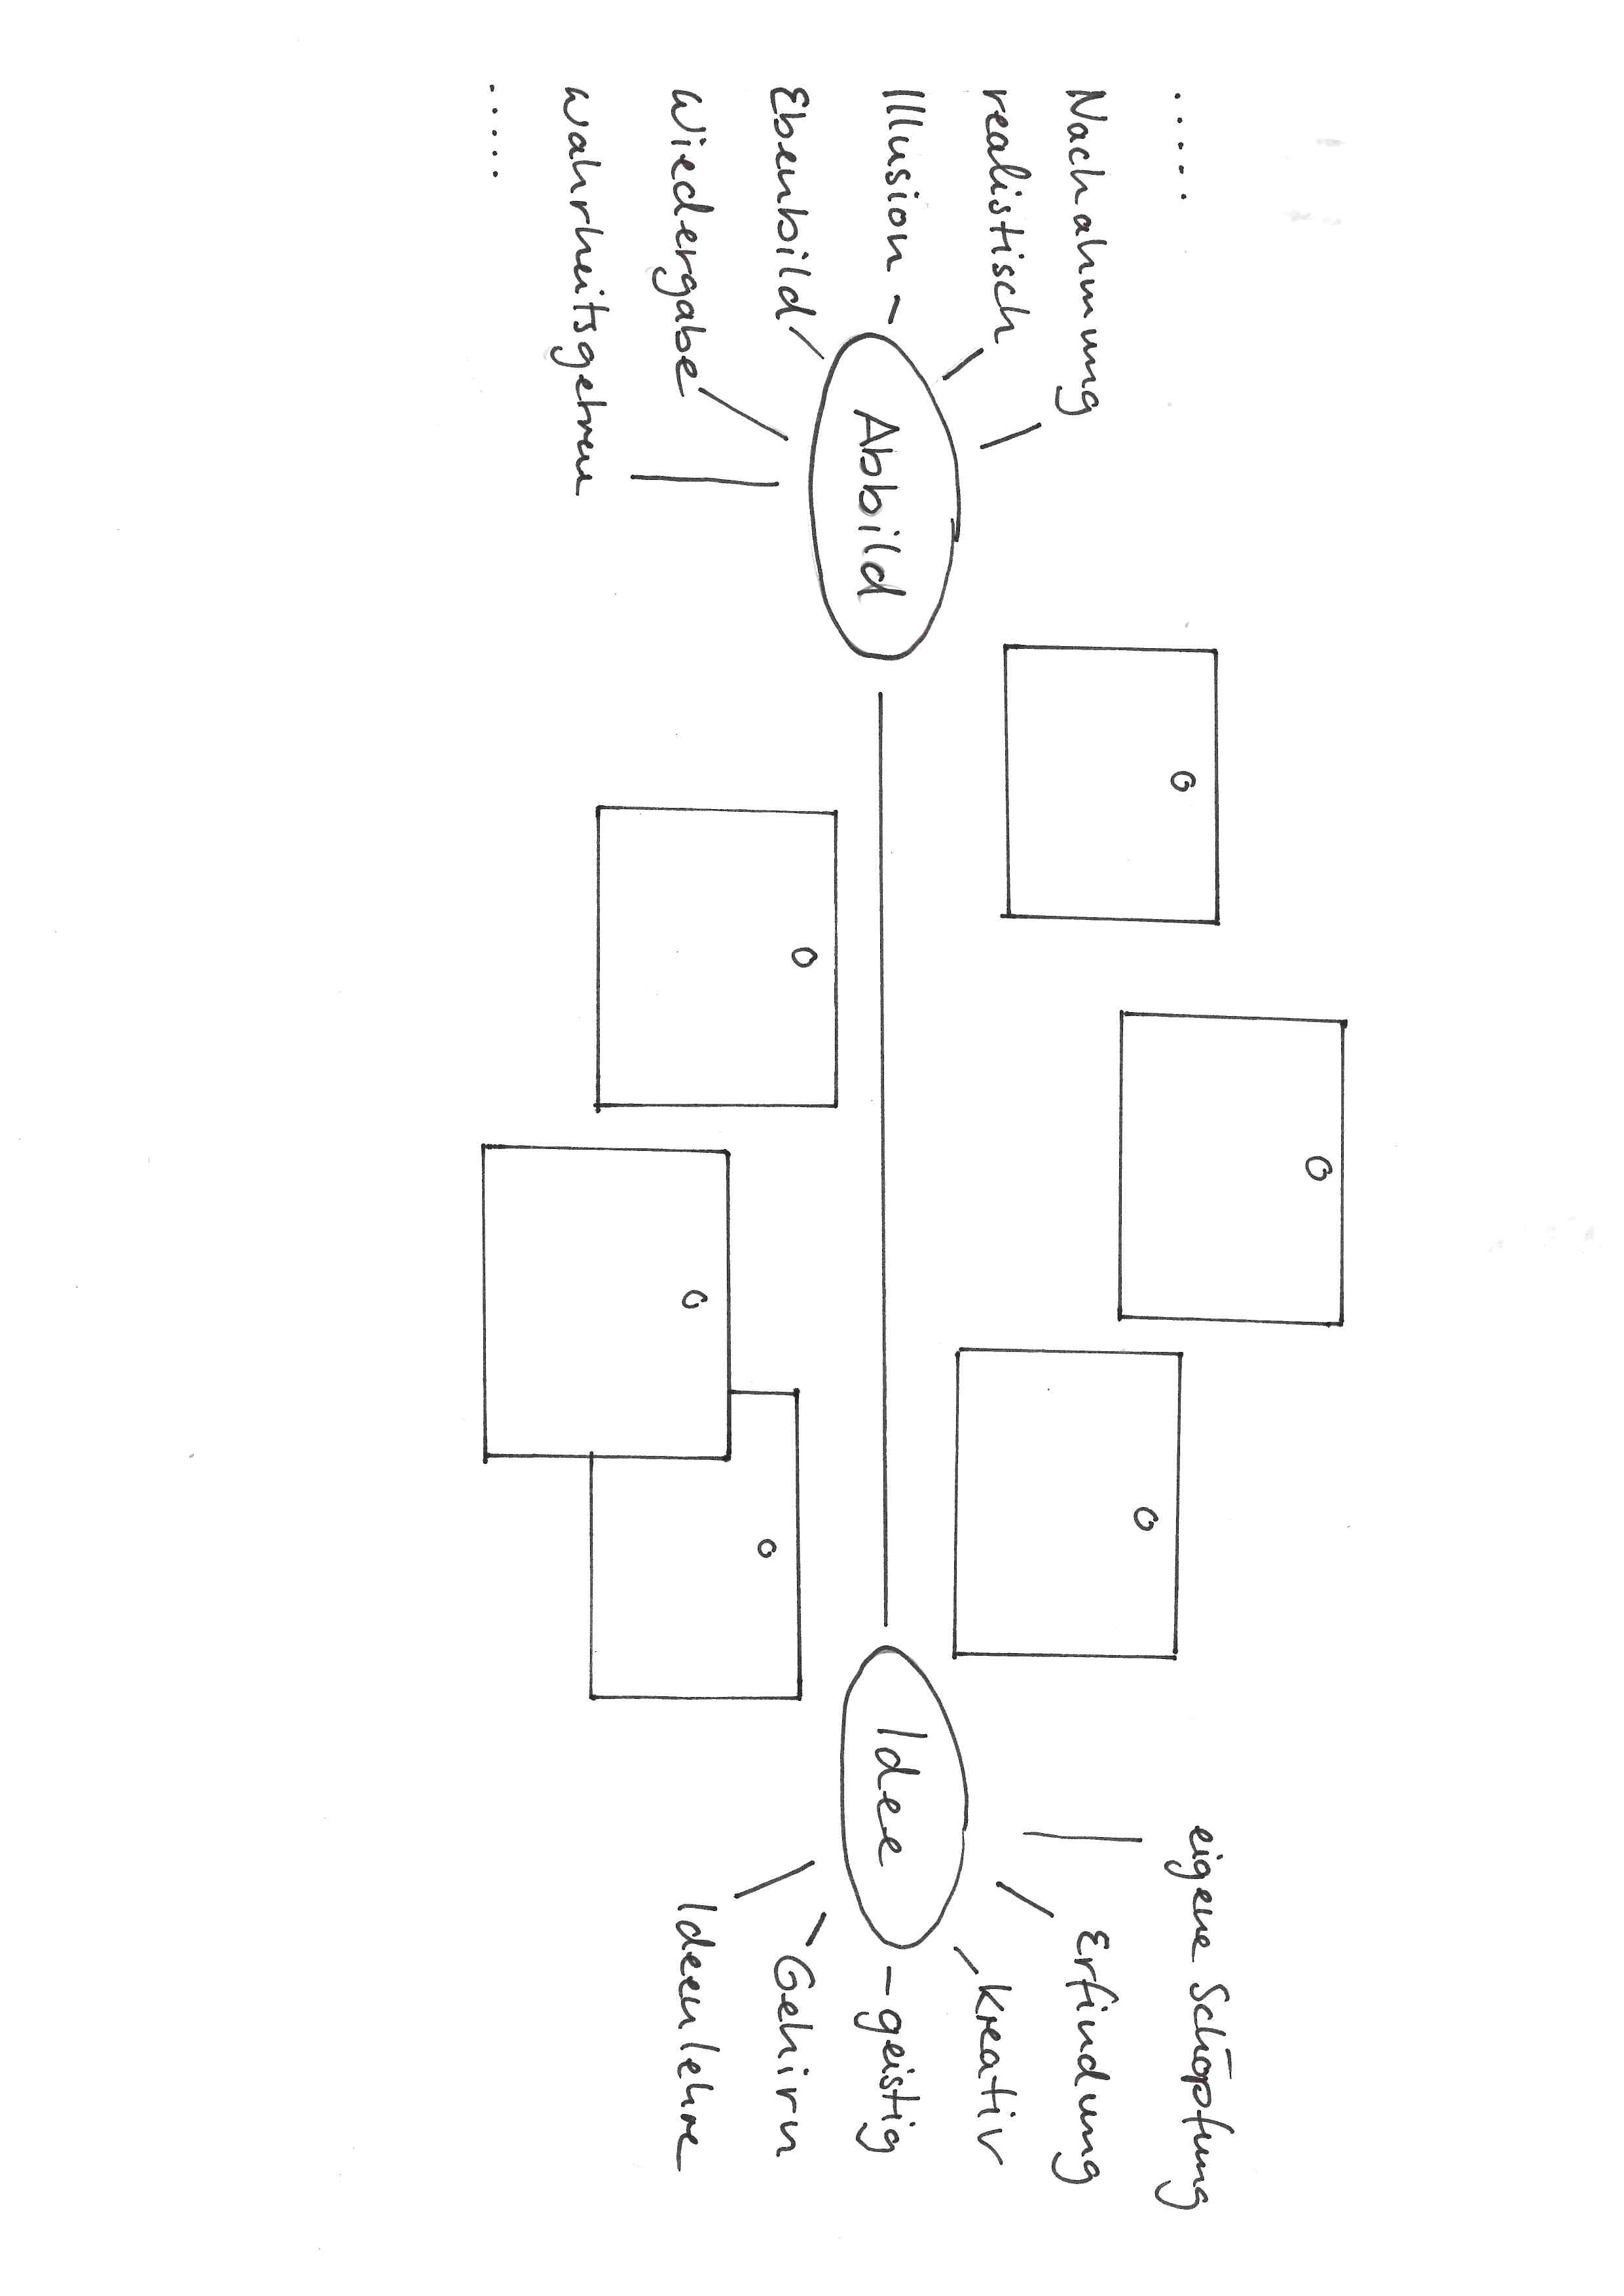 .....
Nachahmung
realistisch
Illusion
Ebenbild
Wiedergabe
wahrheitsgetreu
.....
Abbild
Idee
eigene Schöpfung
Erfindung
kreativ
geistig
Gehirn
Ideenlehre